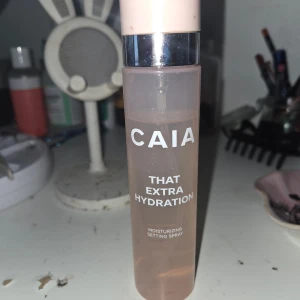 CAIA
THAT
EXTRA
HYDRATION
MOISTURIZING
SETTING SPRAY